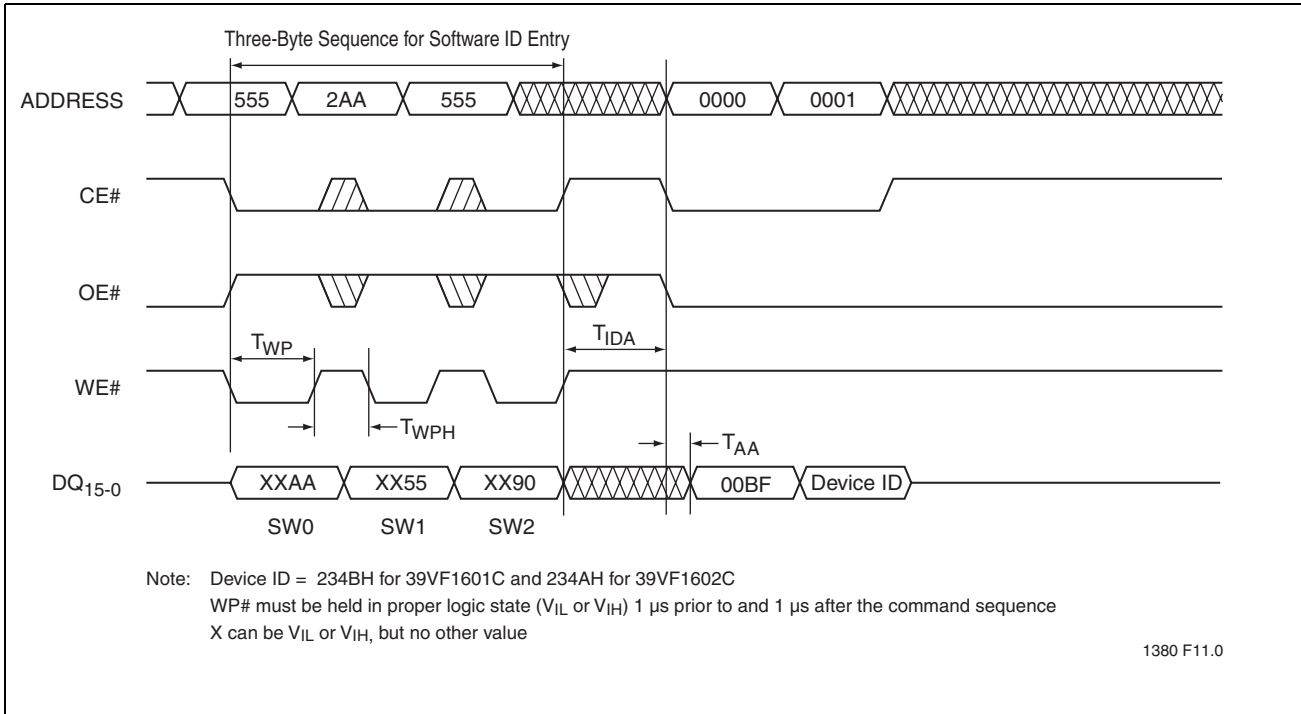 Three-Byte Sequence for Software ID Entry
ADDRESS 555 2AA 555 0000 0001
CE#
OE#
TWP TIDA
WE#
TWPH
TAA
DQ15-0 XXAA XX55 XX90 00BF Device ID
SW0 SW1 SW2
Note: Device ID = 234BH for 39VF1601C and 234AH for 39VF1602C
WP# must be held in proper logic state (VIL or VIH) 1 µs prior to and 1 µs after the command sequence
X can be VIL or VIH, but no other value
1380 F11.0